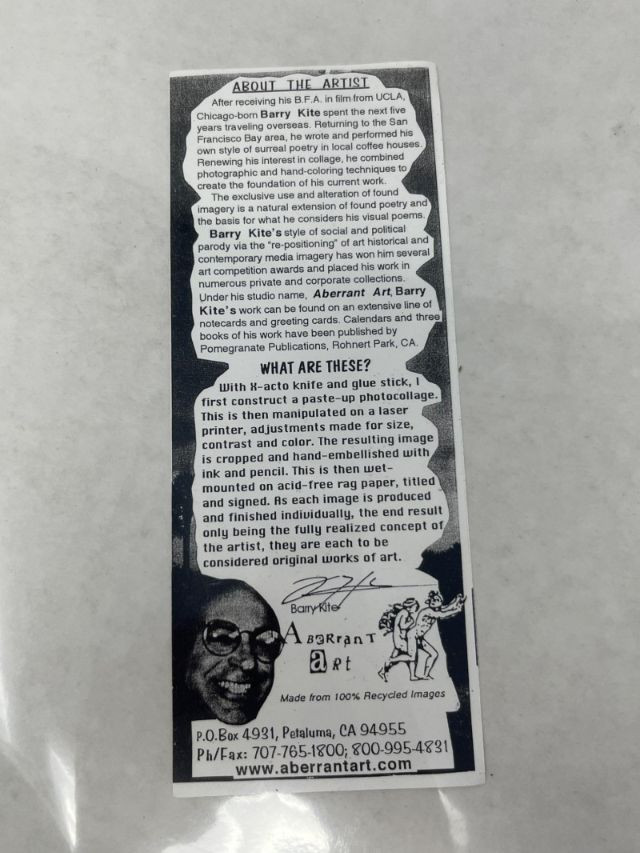 ABOUT THE ARTIST
After receiving his B.F.A. in film from UCLA,
Chicago-born Barry Kite spent the next five
years traveling overseas. Returning to the San
Francisco Bay area, he wrote and performed his
own style of surreal poetry in local coffee houses.
Renewing his interest in collage, he combined
photographic and hand-coloring techniques to
create the foundation of his current work.
The exclusive use and alteration of found
imagery is a natural extension of found poetry and
the basis for what he considers his visual poems.
Barry Kite's style of social and political
parody via the "re-positioning" of art historical and
contemporary media imagery has won him several
art competition awards and placed his work in
numerous private and corporate collections.
Under his studio name, Aberrant Art, Barry
Kite's work can be found on an extensive line of
notecards and greeting cards. Calendars and three
books of his work have been published by
Pomegranate Publications, Rohnert Park, CA.
WHAT ARE THESE?
With X-acto knife and glue stick, I
first construct a paste-up photocollage.
This is then manipulated on a laser
printer, adjustments made for size,
contrast and color. The resulting image
is cropped and hand-embellished with
ink and pencil. This is then wet-
mounted on acid-free rag paper, titled
and signed. As each image is produced
and finished individually, the end result
only being the fully realized concept of
the artist, they are each to be
considered original works of art.
Barry Kite
ABERRANT
aRt
Made from 100% Recycled Images
P.O.Box 4931, Petaluma, CA 94955
Ph/Fax: 707-765-1800; 800-995-4831
www.aberrantart.com